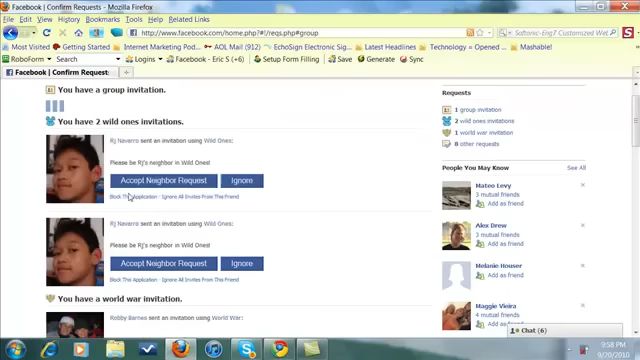 Facebook | Confirm Requests - Mozilla Firefox
File Edit View History Bookmarks RoboForm Tools Help Related Links
http://www.facebook.com/home.php?#!/reqs.php#group
Softonic-Eng7 Customized Wet
Most Visited Getting Started Internet Marketing Pod... AOL Mail (912) EchoSign Electronic Sig... Latest Headlines Technology » Opened ... Mashable!
RoboForm Search Logins Facebook - Eric S (6) Setup Form Filling Save Generate Sync
Facebook | Confirm Requests
You have a group invitation.
You have 2 wild ones invitations.
Rj Navarro sent an invitation using Wild Ones:
Please be Rj's neighbor in Wild Ones!
Accept Neighbor Request Ignore
Block This Application · Ignore All Invites From This Friend
Rj Navarro sent an invitation using Wild Ones:
Please be Rj's neighbor in Wild Ones!
Accept Neighbor Request Ignore
Block This Application · Ignore All Invites From This Friend
You have a world war invitation.
Robby Barnes sent an invitation using World War:
Requests
1 group invitation
2 wild ones invitations
1 world war invitation
8 other requests
People You May Know See All
Mateo Levy
3 mutual friends
Add as friend
Alex Drew
3 mutual friends
Add as friend
Melanie Houser
Add as friend
Maggie Vieira
4 mutual friends
Add as friend
Chat (6)
9:58 PM
9/20/2010